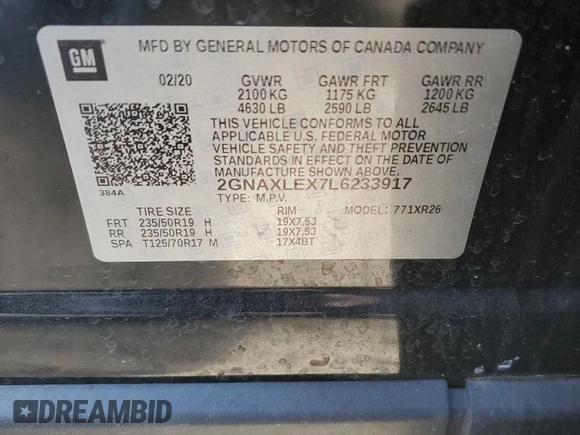 GM
MFD BY GENERAL MOTORS OF CANADA COMPANY
02/20 GVWR GAWR FRT GAWR RR
2100 KG 1175 KG 1200 KG
4630 LB 2590 LB 2645 LB
THIS VEHICLE CONFORMS TO ALL
APPLICABLE U.S. FEDERAL MOTOR
VEHICLE SAFETY AND THEFT PREVENTION
STANDARDS IN EFFECT ON THE DATE OF
MANUFACTURE SHOWN ABOVE.
384A 2GNAXLEX7L6233917
TYPE: M.P.V. MODEL: 771XR26
TIRE SIZE RIM
FRT 235/50R19 H 19X7.5J
RR 235/50R19 H 19X7.5J
SPA T125/70R17 M 17X4BT
DREAMBID